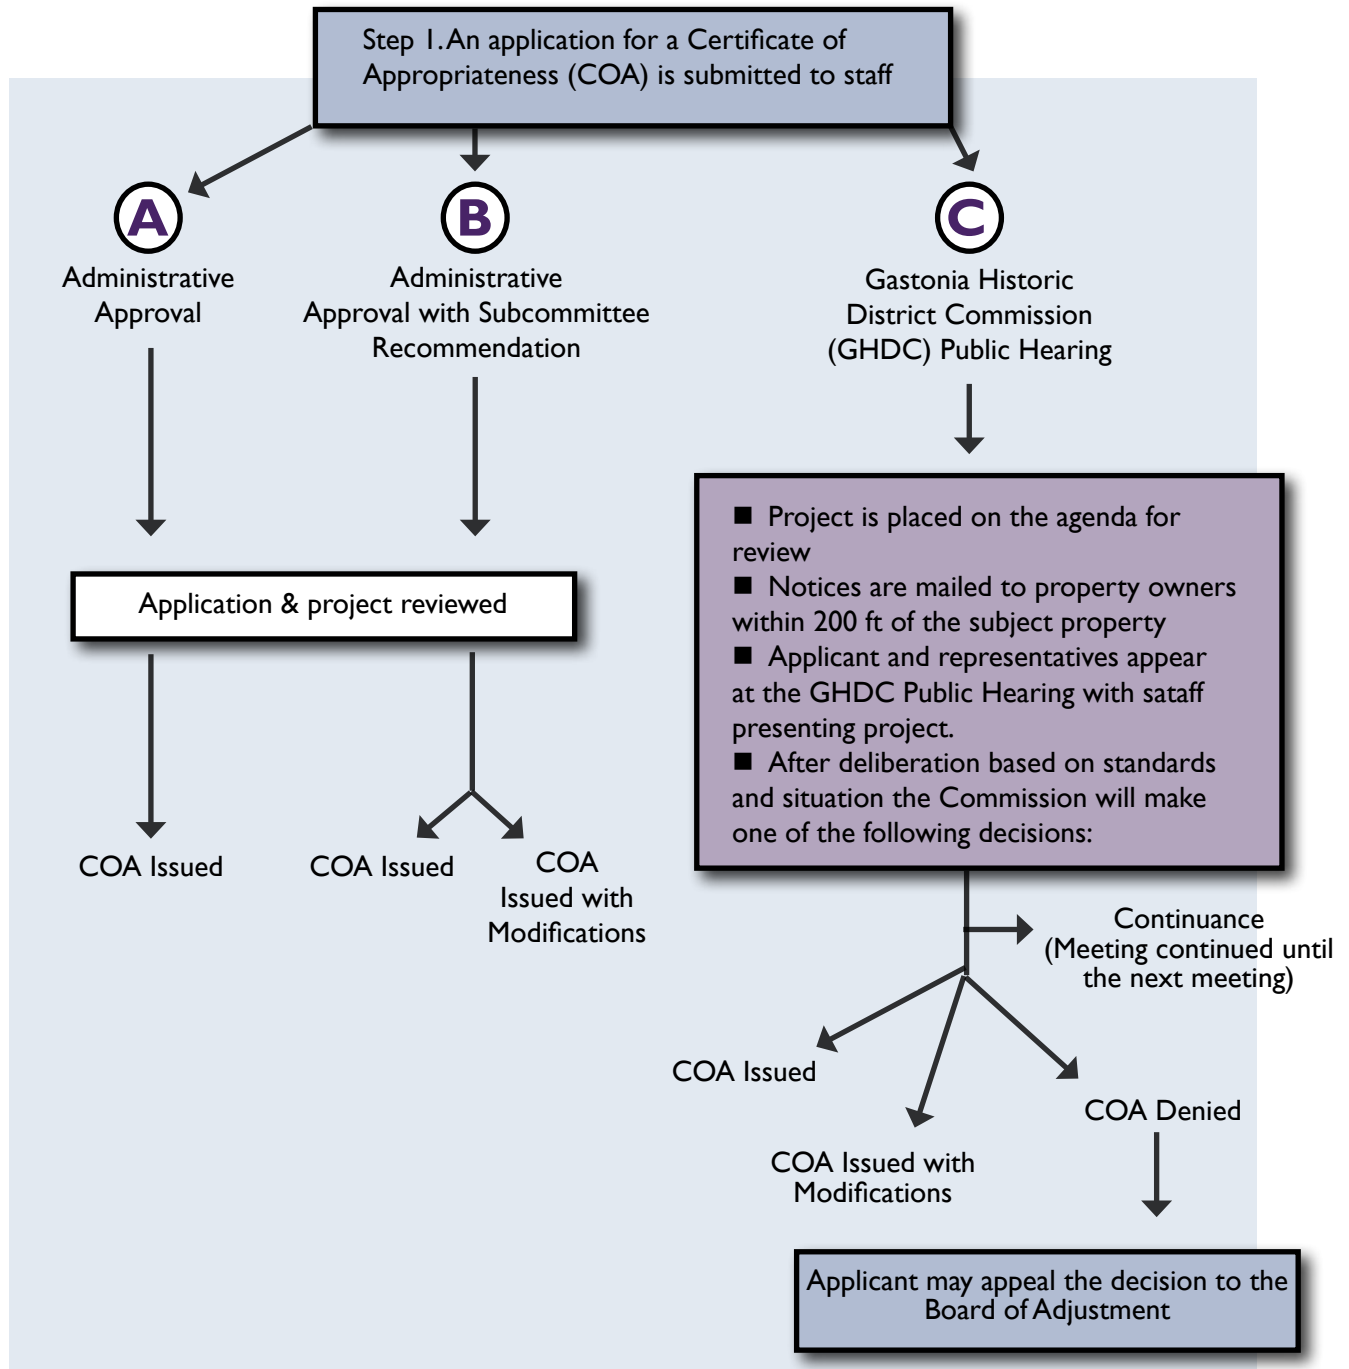 Step 1. An application for a Certificate of
Appropriateness (COA) is submitted to staff
A
Administrative
Approval
B
Administrative
Approval with Subcommittee
Recommendation
C
Gastonia Historic
District Commission
(GHDC) Public Hearing
Application & project reviewed
COA Issued
COA Issued
COA
Issued with
Modifications
■ Project is placed on the agenda for
review
■ Notices are mailed to property owners
within 200 ft of the subject property
■ Applicant and representatives appear
at the GHDC Public Hearing with sataff
presenting project.
■ After deliberation based on standards
and situation the Commission will make
one of the following decisions:
Continuance
(Meeting continued until
the next meeting)
COA Issued
COA Issued with
Modifications
COA Denied
Applicant may appeal the decision to the
Board of Adjustment